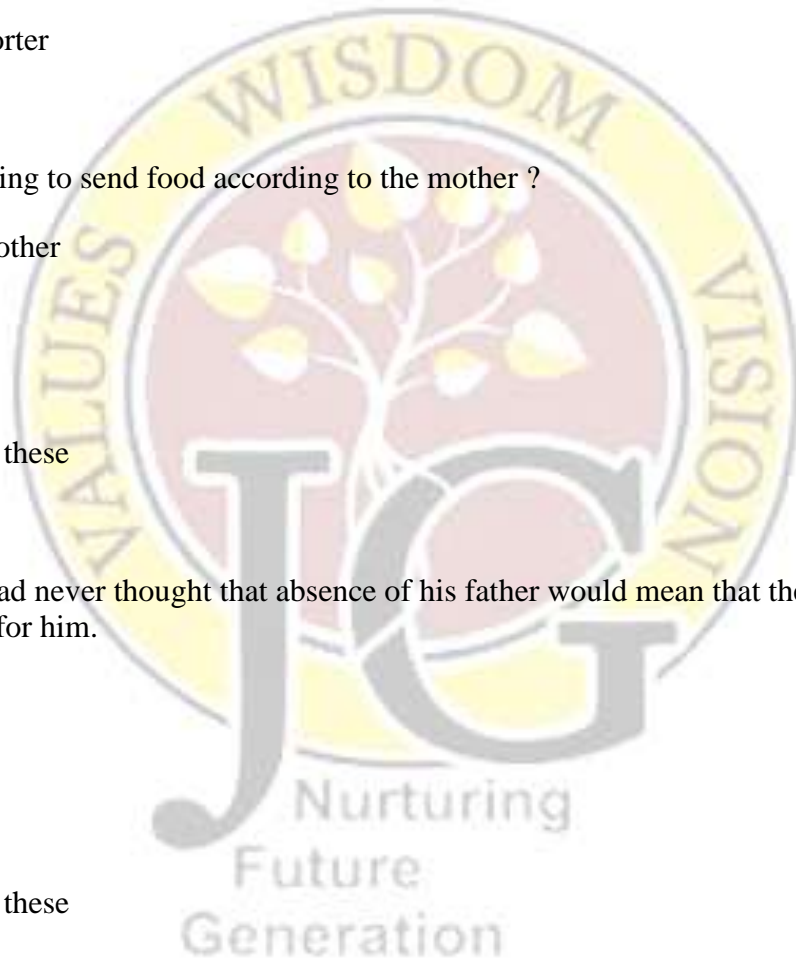 orter
ing to send food according to the mother ?
other
these
ad never thought that absence of his father would mean that the
for him.
these
WISDOM
VALUES
VISION
JG
Nurturing
Future
Generation